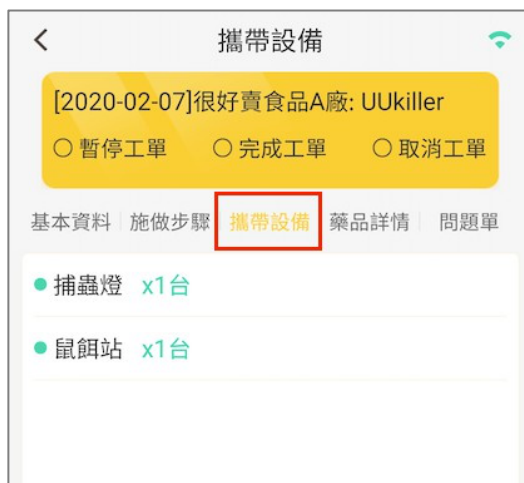 攜帶設備
[2020-02-07]很好賣食品A廠: UUkiller
暫停工單 完成工單 取消工單
基本資料 施做步驟 攜帶設備 藥品詳情 問題單
捕蟲燈 x1台
鼠餌站 x1台